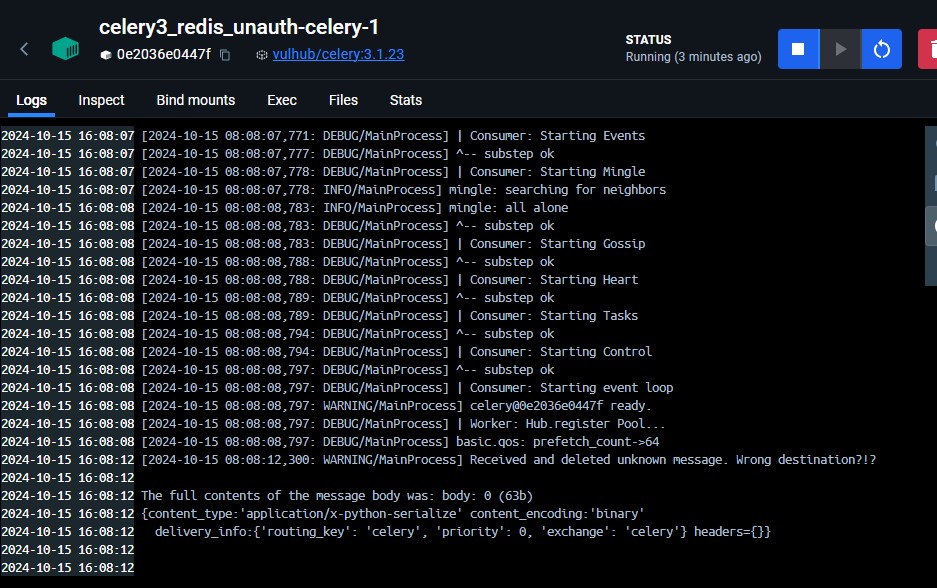 celery3_redis_unauth-celery-1
0e2036e0447f vulhub/celery:3.1.23
STATUS
Running (3 minutes ago)
Logs Inspect Bind mounts Exec Files Stats
2024-10-15 16:08:07 [2024-10-15 08:08:07,771: DEBUG/MainProcess] | Consumer: Starting Events
2024-10-15 16:08:07 [2024-10-15 08:08:07,777: DEBUG/MainProcess] ^-- substep ok
2024-10-15 16:08:07 [2024-10-15 08:08:07,778: DEBUG/MainProcess] | Consumer: Starting Mingle
2024-10-15 16:08:07 [2024-10-15 08:08:07,778: INFO/MainProcess] mingle: searching for neighbors
2024-10-15 16:08:08 [2024-10-15 08:08:08,783: INFO/MainProcess] mingle: all alone
2024-10-15 16:08:08 [2024-10-15 08:08:08,783: DEBUG/MainProcess] ^-- substep ok
2024-10-15 16:08:08 [2024-10-15 08:08:08,783: DEBUG/MainProcess] | Consumer: Starting Gossip
2024-10-15 16:08:08 [2024-10-15 08:08:08,788: DEBUG/MainProcess] ^-- substep ok
2024-10-15 16:08:08 [2024-10-15 08:08:08,788: DEBUG/MainProcess] | Consumer: Starting Heart
2024-10-15 16:08:08 [2024-10-15 08:08:08,789: DEBUG/MainProcess] ^-- substep ok
2024-10-15 16:08:08 [2024-10-15 08:08:08,789: DEBUG/MainProcess] | Consumer: Starting Tasks
2024-10-15 16:08:08 [2024-10-15 08:08:08,794: DEBUG/MainProcess] ^-- substep ok
2024-10-15 16:08:08 [2024-10-15 08:08:08,794: DEBUG/MainProcess] | Consumer: Starting Control
2024-10-15 16:08:08 [2024-10-15 08:08:08,797: DEBUG/MainProcess] ^-- substep ok
2024-10-15 16:08:08 [2024-10-15 08:08:08,797: DEBUG/MainProcess] | Consumer: Starting event loop
2024-10-15 16:08:08 [2024-10-15 08:08:08,797: WARNING/MainProcess] celery@0e2036e0447f ready.
2024-10-15 16:08:08 [2024-10-15 08:08:08,797: DEBUG/MainProcess] | Worker: Hub.register Pool...
2024-10-15 16:08:08 [2024-10-15 08:08:08,797: DEBUG/MainProcess] basic.qos: prefetch_count->64
2024-10-15 16:08:12 [2024-10-15 08:08:12,300: WARNING/MainProcess] Received and deleted unknown message. Wrong destination?!?
2024-10-15 16:08:12
2024-10-15 16:08:12 The full contents of the message body was: body: 0 (63b)
2024-10-15 16:08:12 {content_type:'application/x-python-serialize' content_encoding:'binary'
2024-10-15 16:08:12 delivery_info:{'routing_key': 'celery', 'priority': 0, 'exchange': 'celery'} headers={}}
2024-10-15 16:08:12
2024-10-15 16:08:12